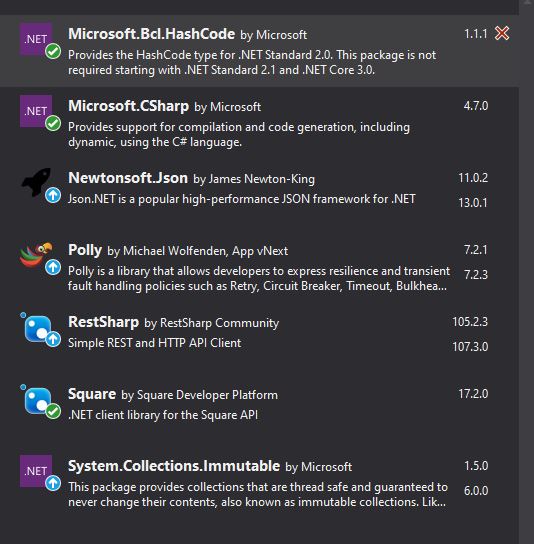 .NET
Microsoft.Bcl.HashCode by Microsoft 1.1.1
Provides the HashCode type for .NET Standard 2.0. This package is not
required starting with .NET Standard 2.1 and .NET Core 3.0.
.NET
Microsoft.CSharp by Microsoft 4.7.0
Provides support for compilation and code generation, including
dynamic, using the C# language.
Newtonsoft.Json by James Newton-King 11.0.2
Json.NET is a popular high-performance JSON framework for .NET 13.0.1
Polly by Michael Wolfenden, App vNext 7.2.1
Polly is a library that allows developers to express resilience and transient 7.2.3
fault handling policies such as Retry, Circuit Breaker, Timeout, Bulkhea...
RestSharp by RestSharp Community 105.2.3
Simple REST and HTTP API Client 107.3.0
Square by Square Developer Platform 17.2.0
.NET client library for the Square API
.NET
System.Collections.Immutable by Microsoft 1.5.0
This package provides collections that are thread safe and guaranteed to 6.0.0
never change their contents, also known as immutable collections. Lik...